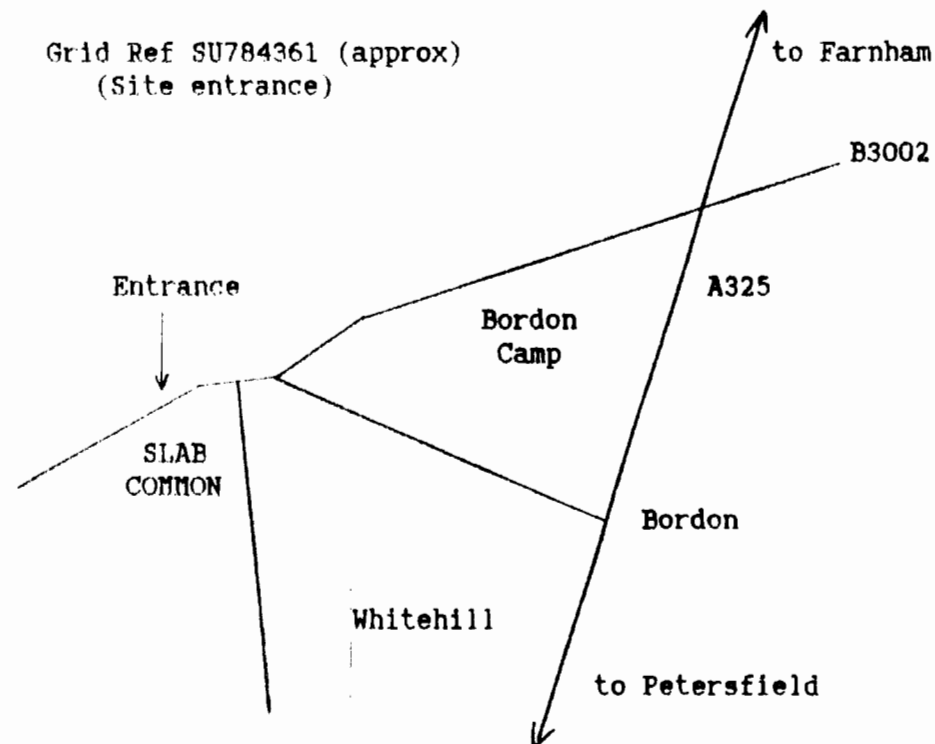 Grid Ref SU784361 (approx)
(Site entrance)
to Farnham
B3002
Entrance
A325
Bordon
Camp
SLAB
COMMON
Bordon
Whitehill
to Petersfield